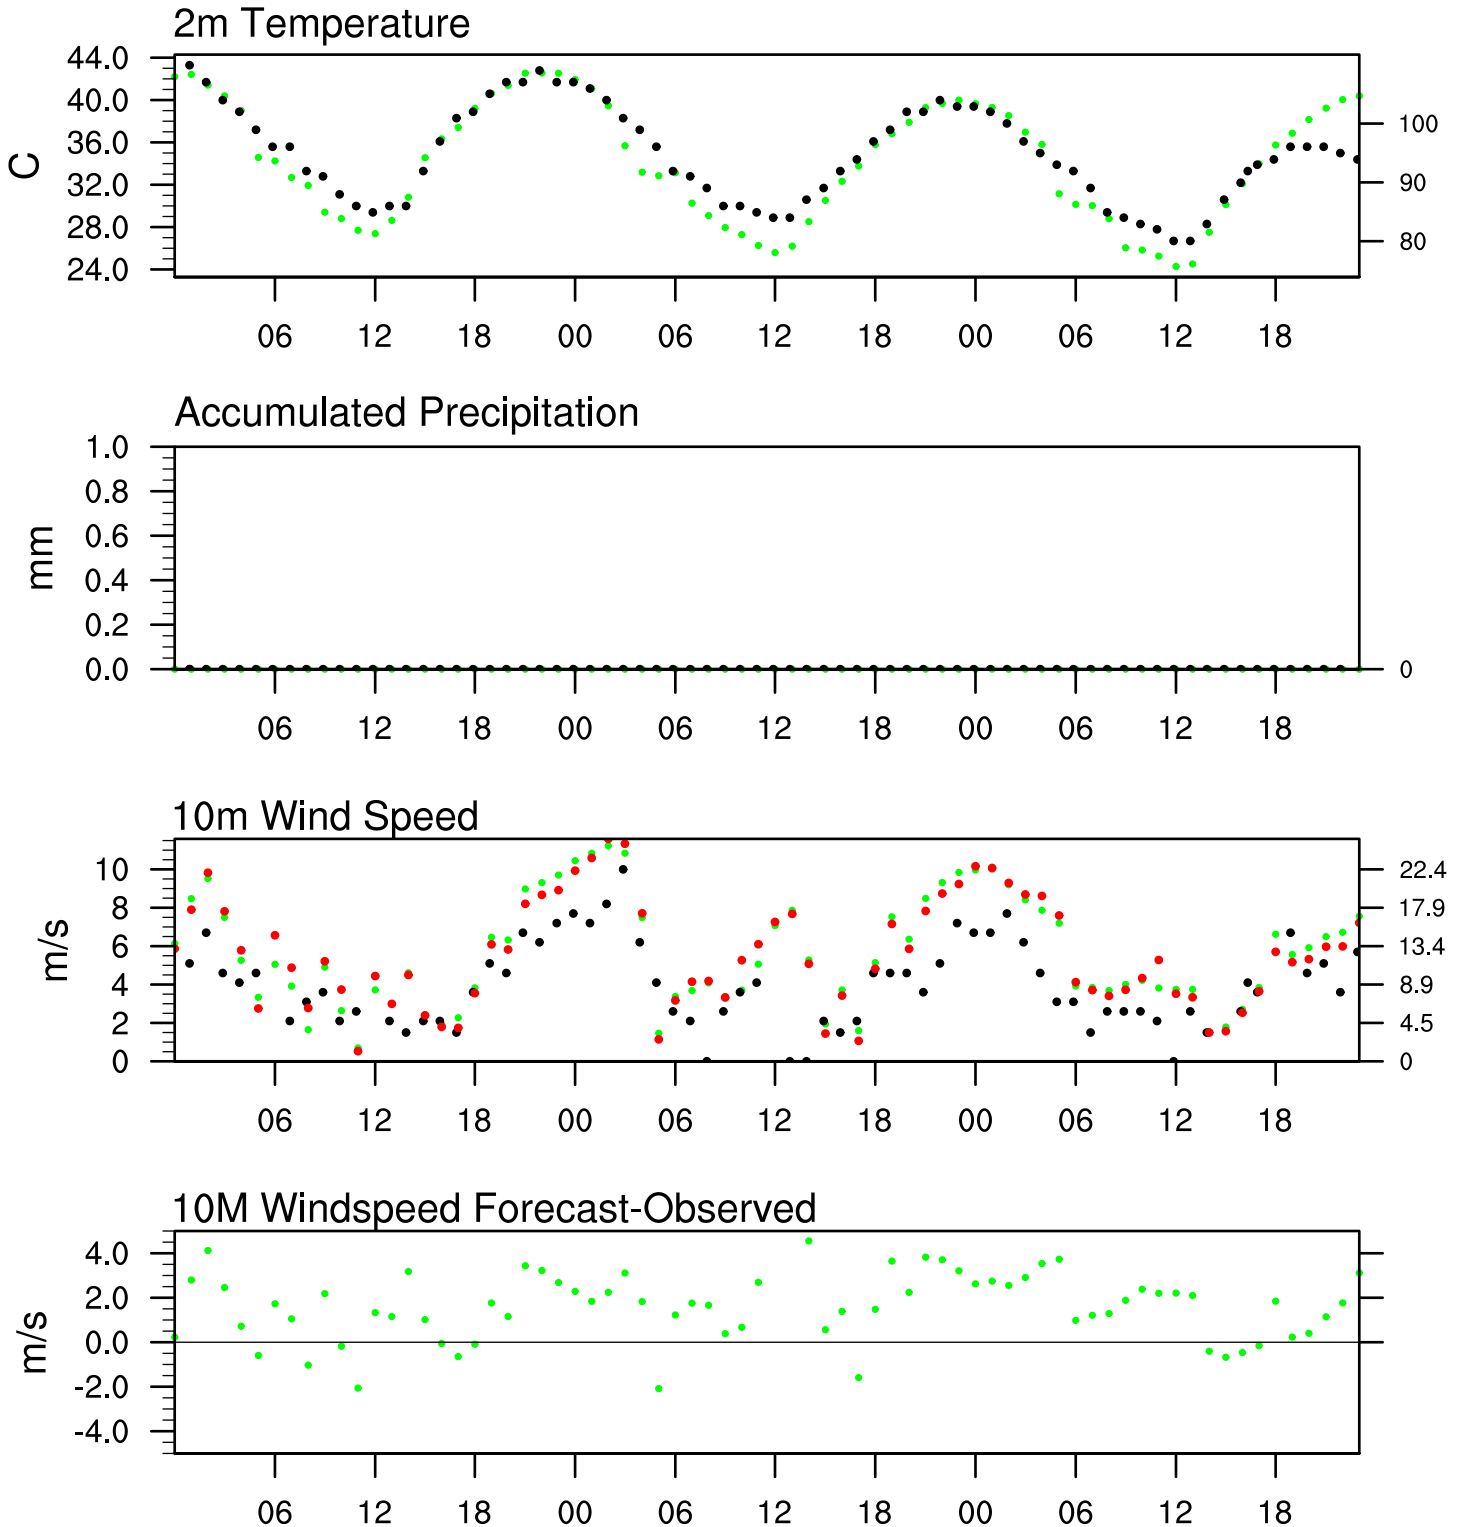 2m Temperature
44.0
40.0
36.0
32.0
28.0
24.0
C
100
90
80
06 12 18 00 06 12 18 00 06 12 18
Accumulated Precipitation
1.0
0.8
0.6
0.4
0.2
0.0
mm
0
06 12 18 00 06 12 18 00 06 12 18
10m Wind Speed
10
8
6
4
2
0
m/s
22.4
17.9
13.4
8.9
4.5
0
06 12 18 00 06 12 18 00 06 12 18
10M Windspeed Forecast-Observed
4.0
2.0
0.0
-2.0
-4.0
m/s
06 12 18 00 06 12 18 00 06 12 18